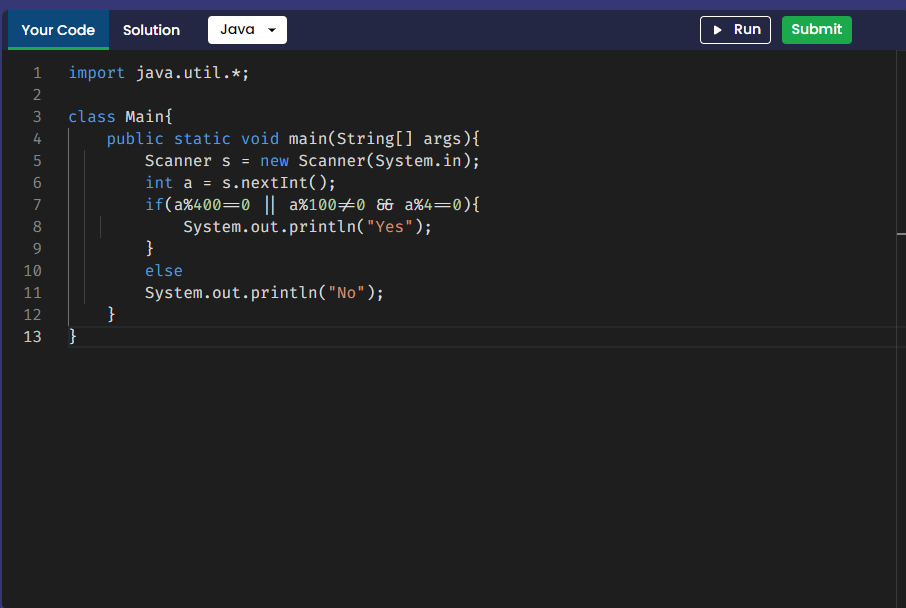 Your Code Solution Java Run Submit
1 import java.util.*;
2
3 class Main{
4     public static void main(String[] args){
5         Scanner s = new Scanner(System.in);
6         int a = s.nextInt();
7         if(a%400==0 || a%100!=0 && a%4==0){
8             System.out.println("Yes");
9         }
10         else
11         System.out.println("No");
12     }
13 }